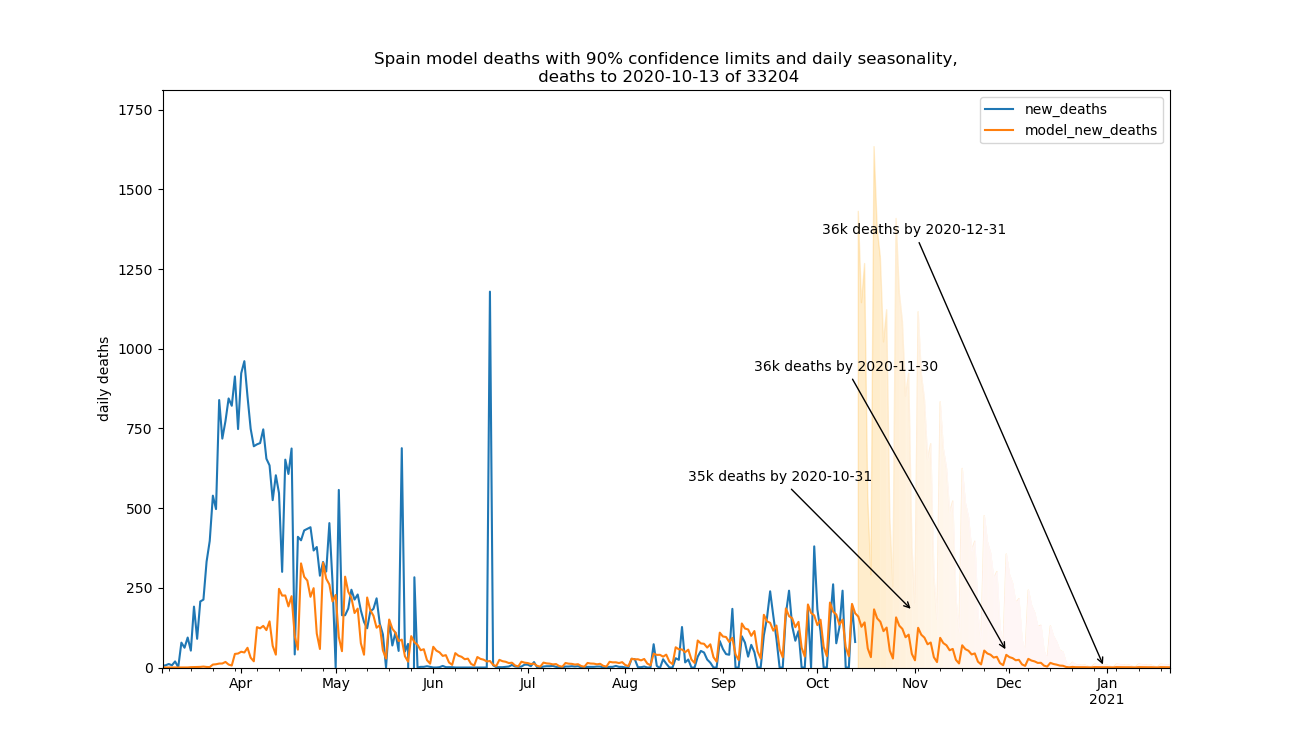 Spain model deaths with 90% confidence limits and daily seasonality,
deaths to 2020-10-13 of 33204
new_deaths
model_new_deaths
daily deaths
1750
1500
1250
1000
750
500
250
0
36k deaths by 2020-12-31
36k deaths by 2020-11-30
35k deaths by 2020-10-31
Apr May Jun Jul Aug Sep Oct Nov Dec Jan
2021